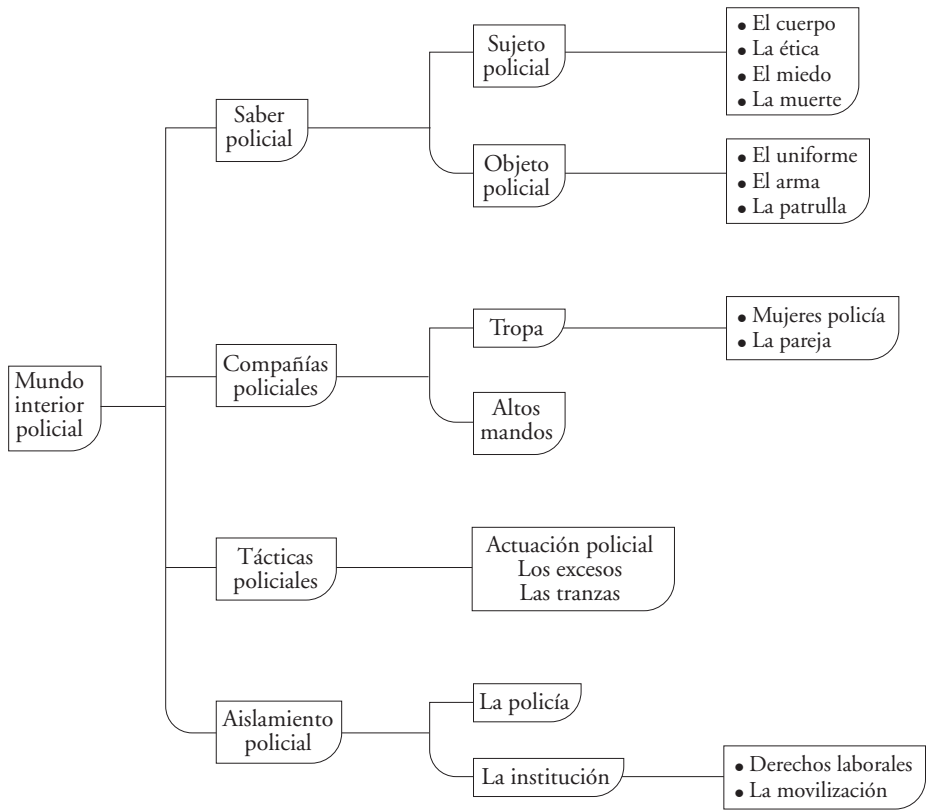 Mundo
interior
policial
Saber
policial
Sujeto
policial
• El cuerpo
• La ética
• El miedo
• La muerte
Objeto
policial
• El uniforme
• El arma
• La patrulla
Compañías
policiales
Tropa
• Mujeres policía
• La pareja
Altos
mandos
Tácticas
policiales
Actuación policial
Los excesos
Las tranzas
Aislamiento
policial
La policía
La institución
• Derechos laborales
• La movilización